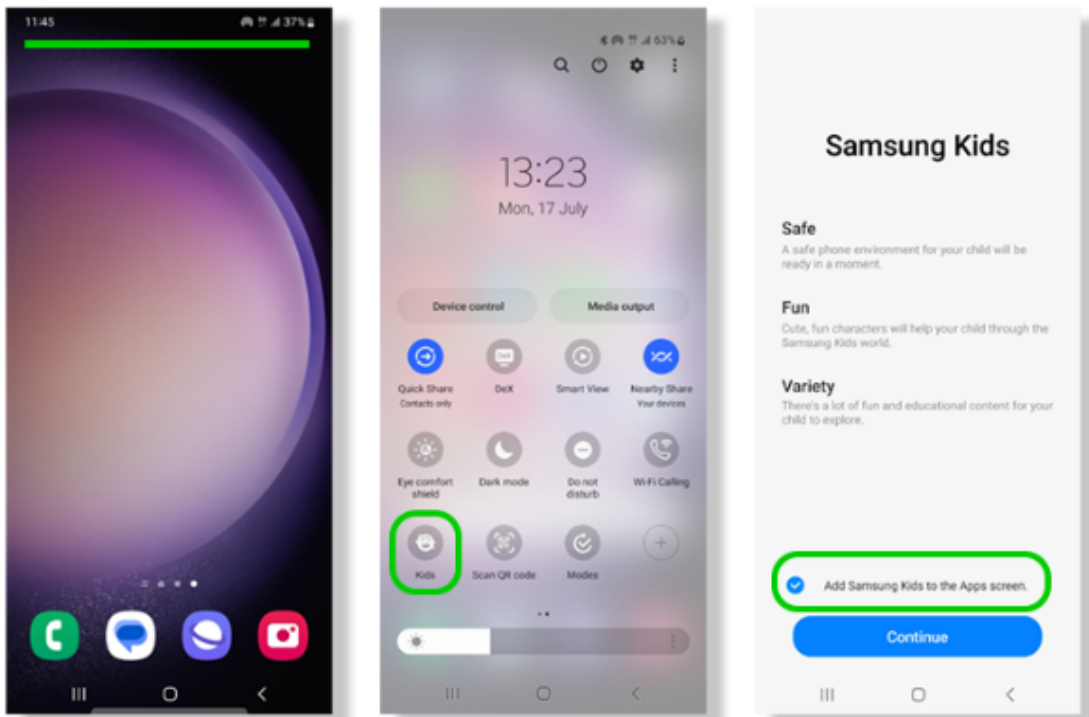 11:45
37%
63%
13:23
Mon, 17 July
Device control
Media output
Quick Share
Contacts only
DeX
DeX
Smart View
Nearby Share
Your devices
Eye comfort
shield
Dark mode
Do not
disturb
Wi-Fi Calling
Kids
Scan QR code
Modes
Samsung Kids
Safe
A safe phone environment for your child will be
ready in a moment.
Fun
Cute, fun characters will help your child through the
Samsung Kids world.
Variety
There's a lot of fun and educational content for your
child to explore.
Add Samsung Kids to the Apps screen.
Continue